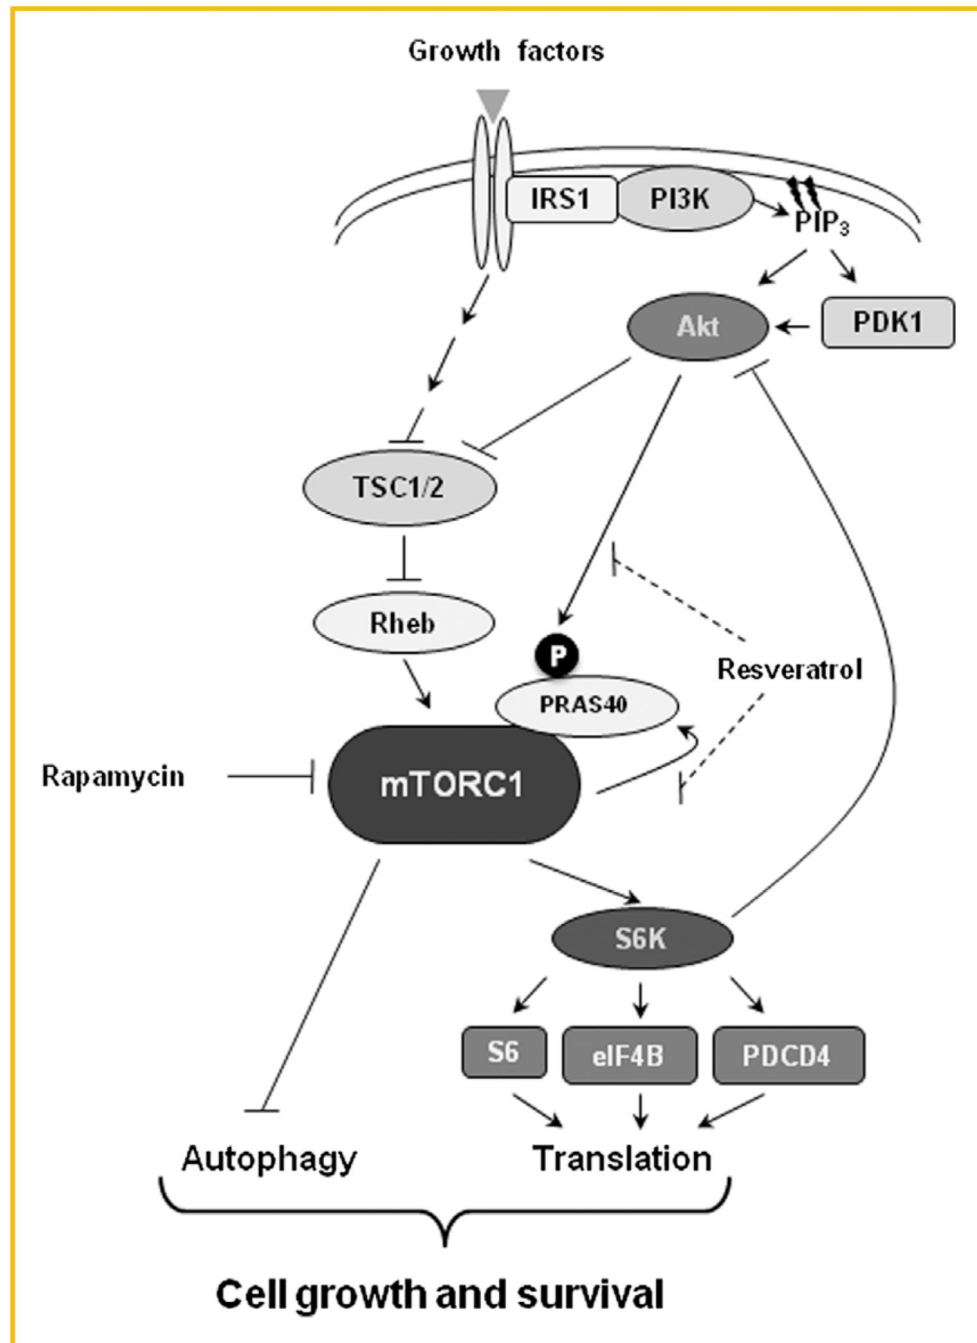 Growth factors
IRS1
PI3K
PIP3
Akt
PDK1
TSC1/2
Rheb
P
PRAS40
Resveratrol
Rapamycin
mTORC1
S6K
S6
eIF4B
PDCD4
Autophagy
Translation
Cell growth and survival